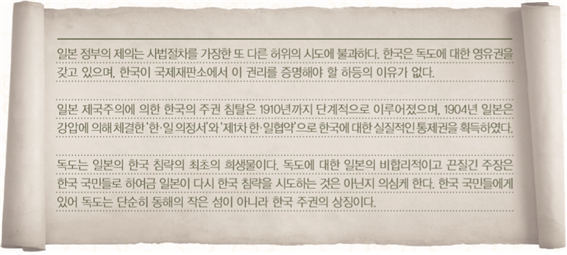 일본 정부의 제의는 사법절차를 가장한 또 다른 허위의 시도에 불과하다. 한국은 독도에 대한 영유권을
갖고 있으며, 한국이 국제재판소에서 이 권리를 증명해야 할 하등의 이유가 없다.
일본 제국주의에 의한 한국의 주권 침탈은 1910년까지 단계적으로 이루어졌으며, 1904년 일본은
강압에 의해 체결한 '한·일 의정서'와 '제1차 한·일협약'으로 한국에 대한 실질적인 통제권을 획득하였다.
독도는 일본의 한국 침략의 최초의 희생물이다. 독도에 대한 일본의 비합리적이고 끈질긴 주장은
한국 국민들로 하여금 일본이 다시 한국 침략을 시도하는 것은 아닌지 의심케 한다. 한국 국민들에게
있어 독도는 단순히 동해의 작은 섬이 아니라 한국 주권의 상징이다.